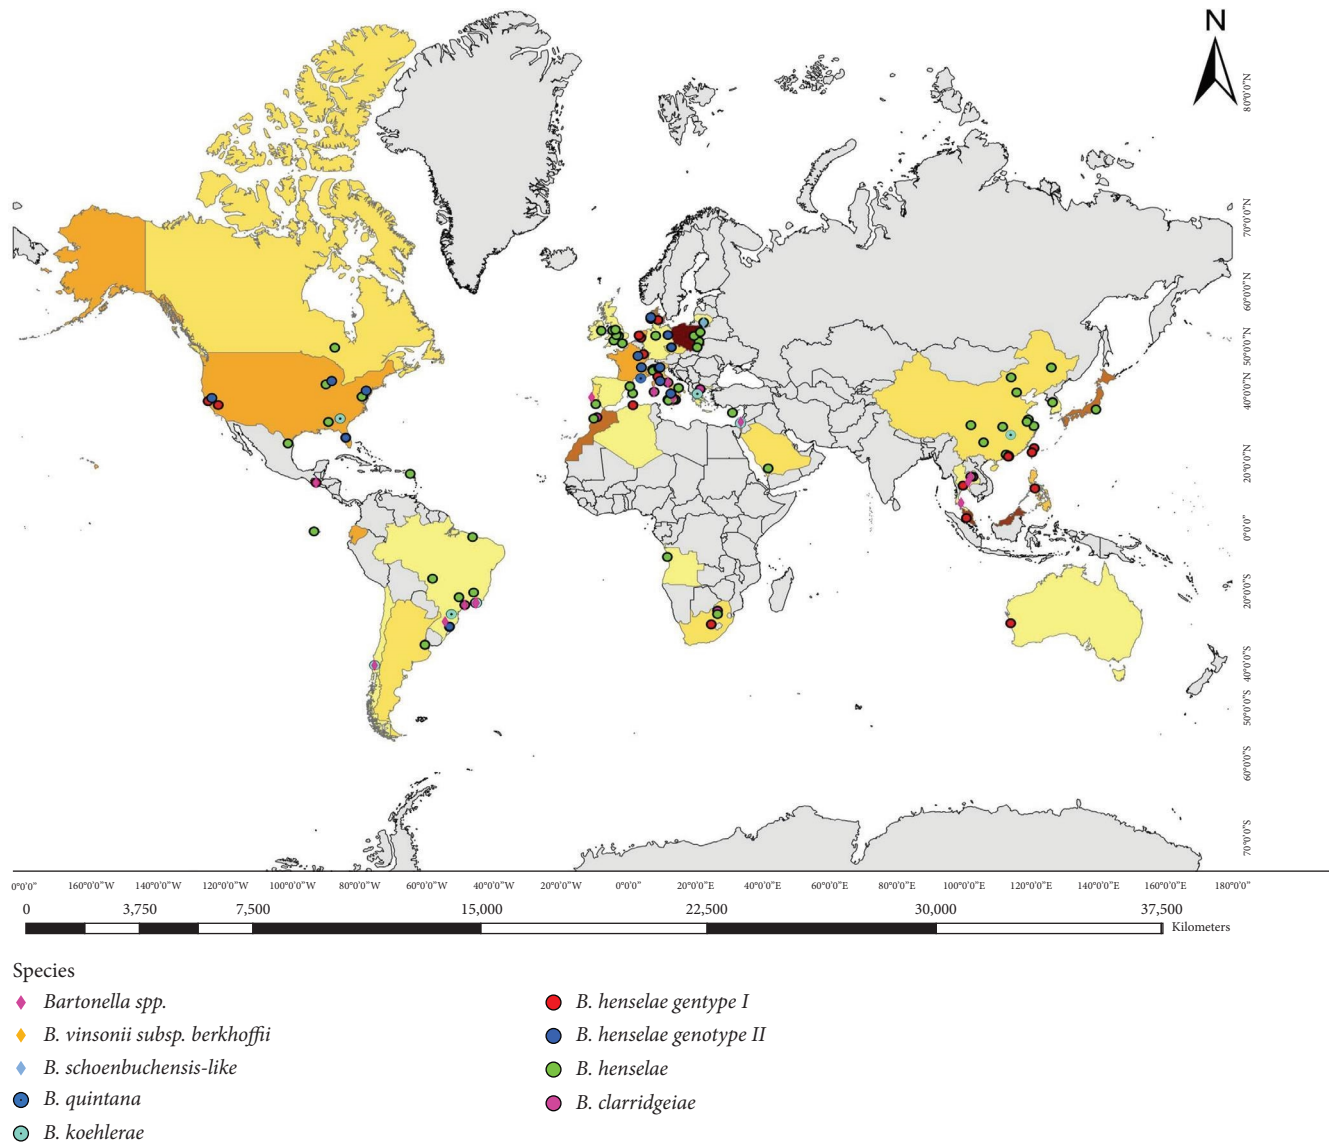 N
80°0'0"N
70°0'0"N
60°0'0"N
50°0'0"N
40°0'0"N
20°0'0"N
0°0'0"
20°0'0"S
40°0'0"S
50°0'0"S
60°0'0"S
70°0'0"S
0°0'0" 160°0'0"W 140°0'0"W 120°0'0"W 100°0'0"W 80°0'0"W 60°0'0"W 40°0'0"W 20°0'0"W 0°0'0" 20°0'0"E 40°0'0"E 60°0'0"E 80°0'0"E 100°0'0"E 120°0'0"E 140°0'0"E 160°0'0"E 180°0'0"
0 3,750 7,500 15,000 22,500 30,000 37,500
Kilometers
Species
Bartonella spp.
B. vinsonii subsp. berkhoffii
B. schoenbuchensis-like
B. quintana
B. koehlerae
B. henselae gentype I
B. henselae genotype II
B. henselae
B. clarridgeiae